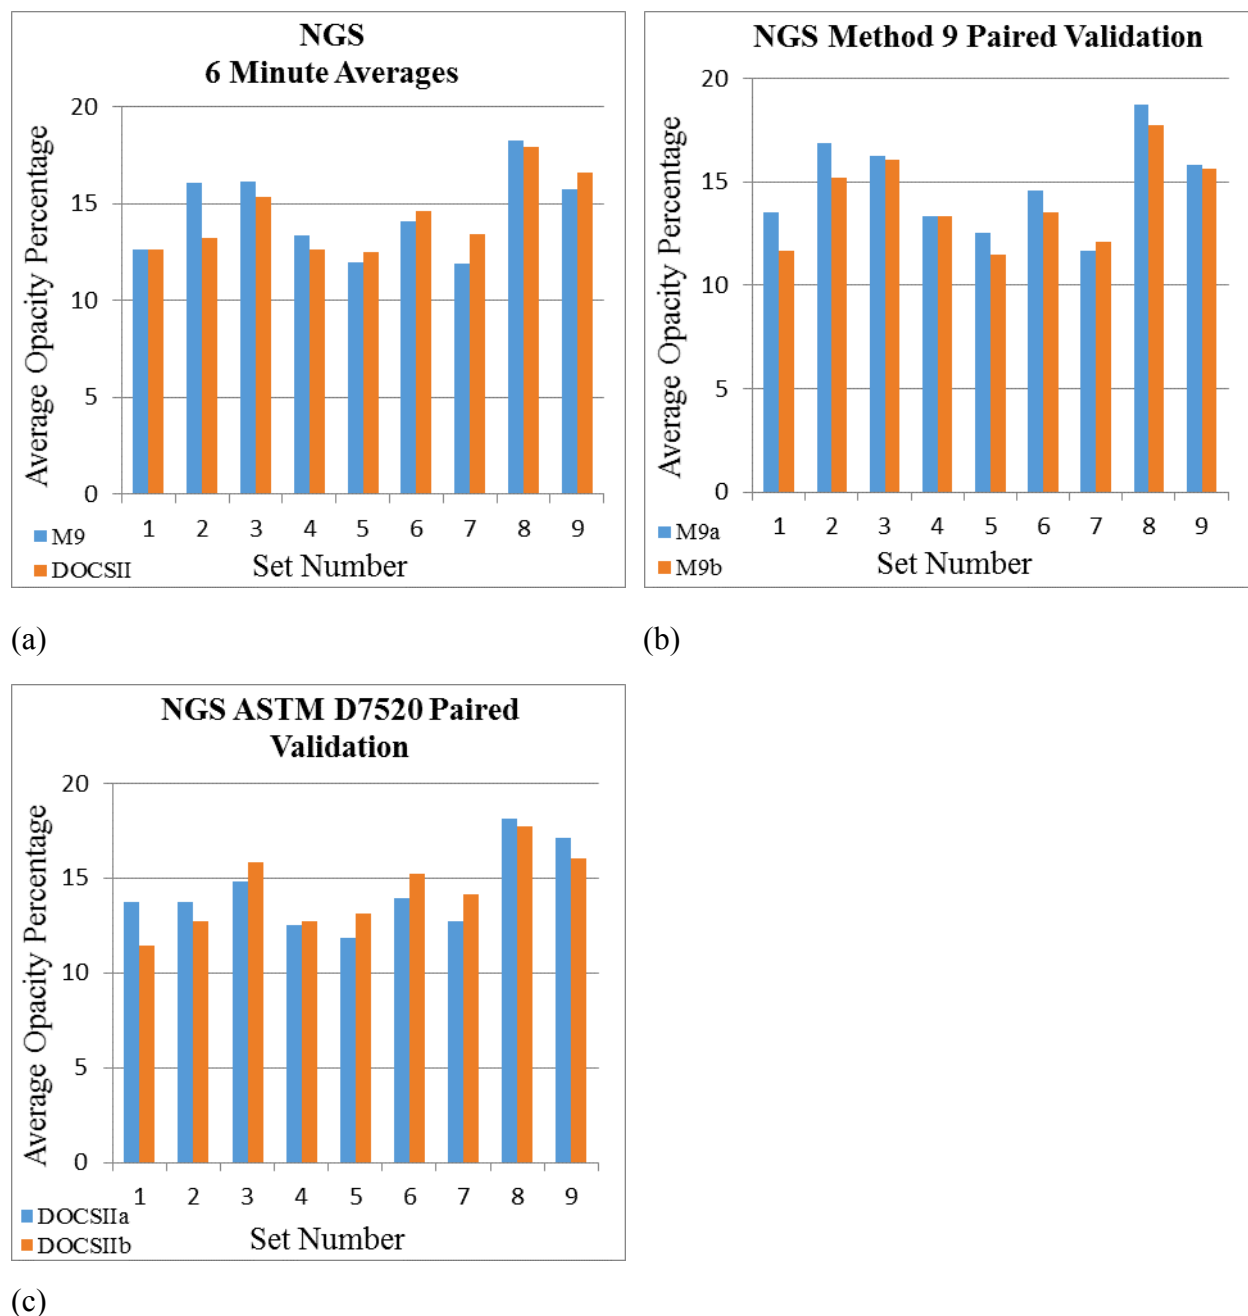 NGS
6 Minute Averages
Average Opacity Percentage
20
15
10
5
0
1 2 3 4 5 6 7 8 9
M9
DOCSII
Set Number
(a)
NGS Method 9 Paired Validation
Average Opacity Percentage
20
15
10
5
0
1 2 3 4 5 6 7 8 9
M9a
M9b
Set Number
(b)
NGS ASTM D7520 Paired
Validation
Average Opacity Percentage
20
15
10
5
0
1 2 3 4 5 6 7 8 9
DOCSIIa
DOCSIIb
Set Number
(c)